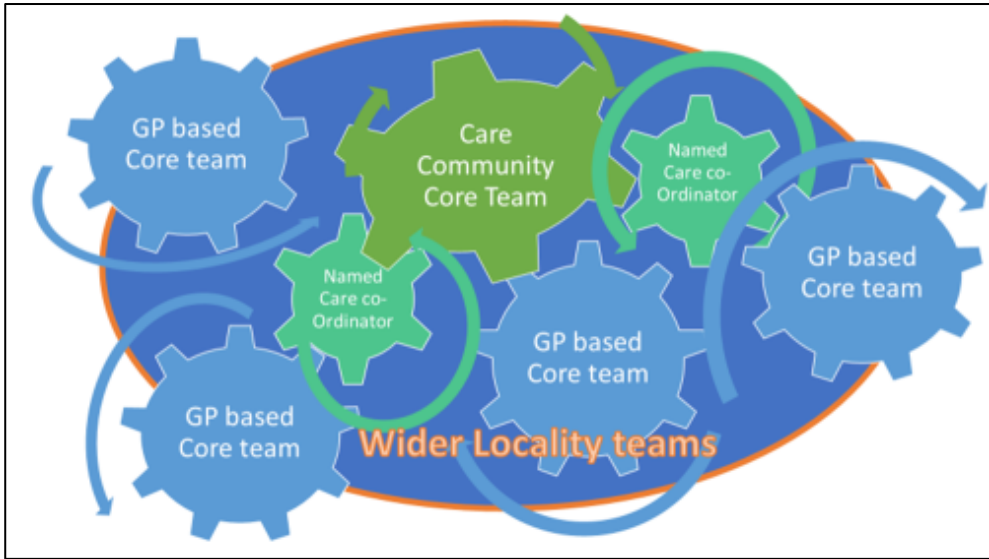 GP based
Core team
Care
Community
Core Team
Named
Care co-
Ordinator
GP based
Core team
Named
Care co-
Ordinator
GP based
Core team
GP based
Core team
Wider Locality teams